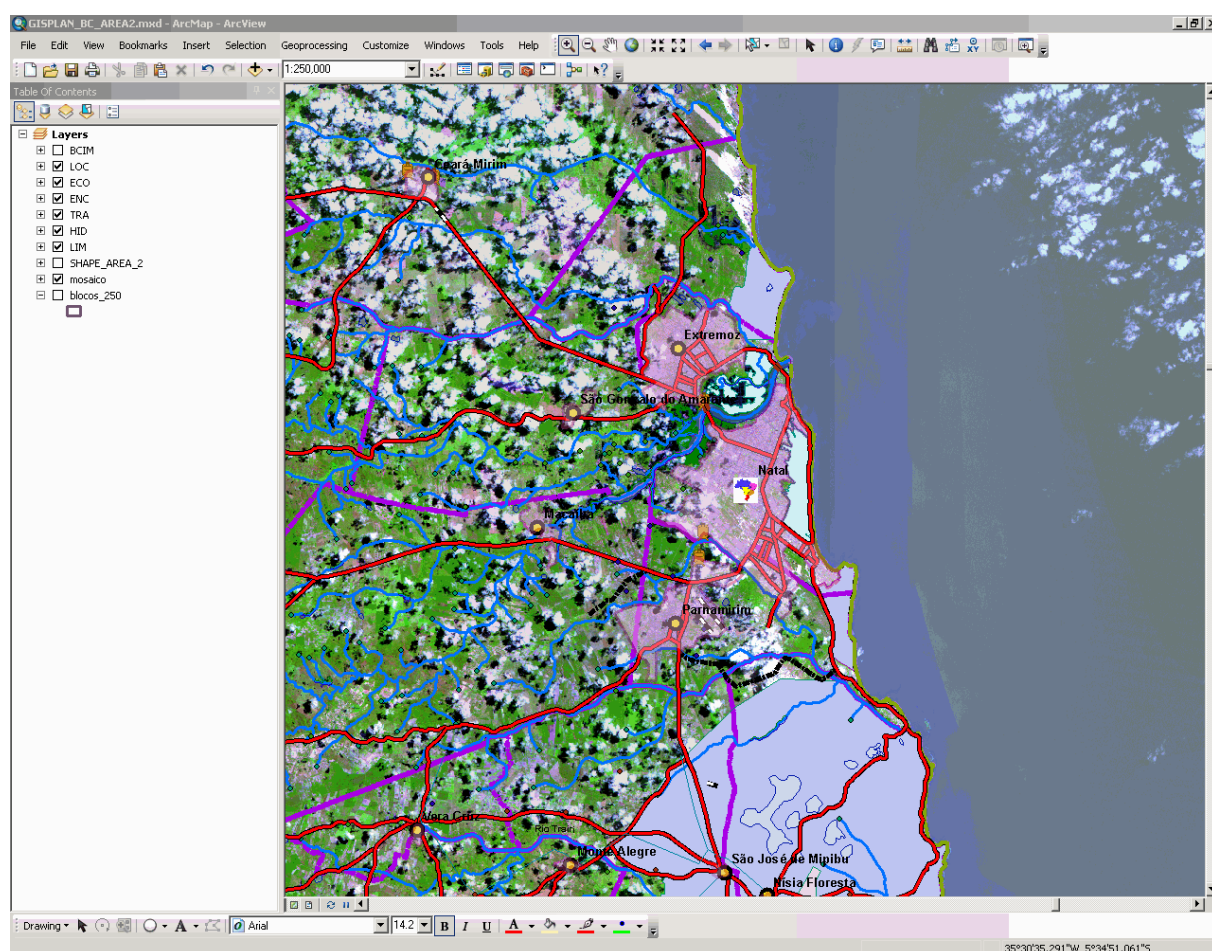 GISPLAN_BC_AREA2.mxd - ArcMap - ArcView
File Edit View Bookmarks Insert Selection Geoprocessing Customize Windows Tools Help
1:250,000
Table Of Contents
Layers
BCIM
LOC
ECO
ENC
TRA
HID
LIM
SHAPE_AREA_2
mosaico
blocos_250
Ceará-Mirim
Extremoz
São Gonçalo do Amarante
Natal
Macaíba
Parnamirim
Vera Cruz
Rio Trairi
Monte Alegre
São José de Mipibu
Nísia Floresta
Drawing A Arial 14.2 B I U A
35°30'35,291"W 5°34'51,061"S